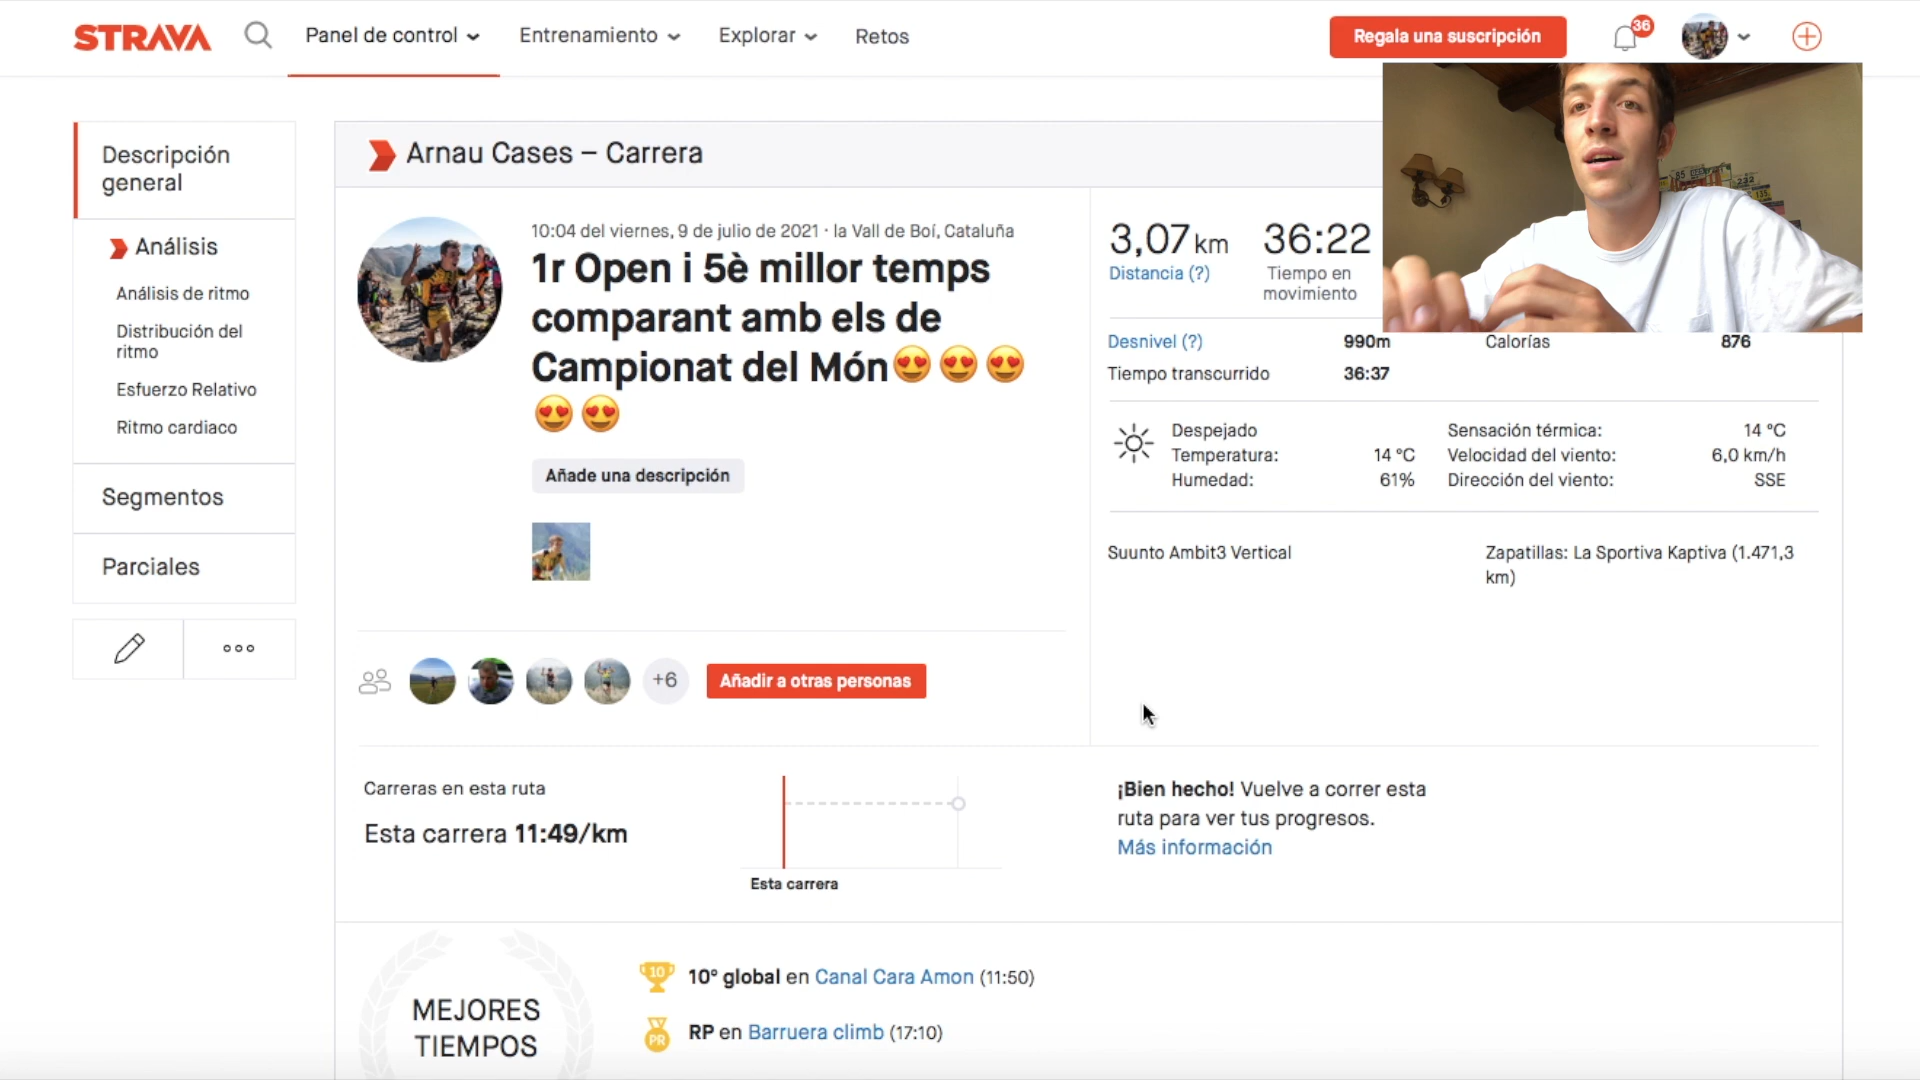 STRAVA
Panel de control
Entrenamiento
Explorar
Retos
Regala una suscripción
36
Descripción
general
Análisis
Análisis de ritmo
Distribución del
ritmo
Esfuerzo Relativo
Ritmo cardiaco
Segmentos
Parciales
Arnau Cases – Carrera
10:04 del viernes, 9 de julio de 2021 · la Vall de Boí, Cataluña
1r Open i 5è millor temps
comparant amb els de
Campionat del Món😍😍😍
😍😍
Añade una descripción
+6
Añadir a otras personas
3,07 km
Distancia (?)
36:22
Tiempo en
movimiento
85
232
135
Desnivel (?) 990m Calorías 876
Tiempo transcurrido 36:37
Despejado
Temperatura: 14 °C
Humedad: 61%
Sensación térmica: 14 °C
Velocidad del viento: 6,0 km/h
Dirección del viento: SSE
Suunto Ambit3 Vertical
Zapatillas: La Sportiva Kaptiva (1.471,3
km)
Carreras en esta ruta
Esta carrera 11:49/km
Esta carrera
¡Bien hecho! Vuelve a correr esta
ruta para ver tus progresos.
Más información
MEJORES
TIEMPOS
10
10º global en Canal Cara Amon (11:50)
PR
RP en Barruera climb (17:10)